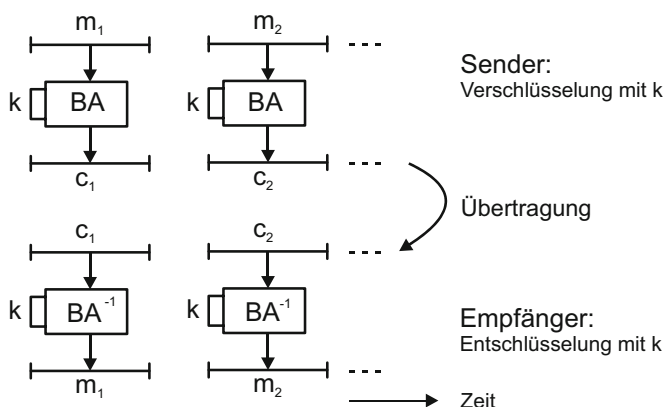 m₁ m₂
Sender:
Verschlüsselung mit k
k BA k BA
c₁ c₂
Übertragung
c₁ c₂
k BA⁻¹ k BA⁻¹
Empfänger:
Entschlüsselung mit k
m₁ m₂
Zeit